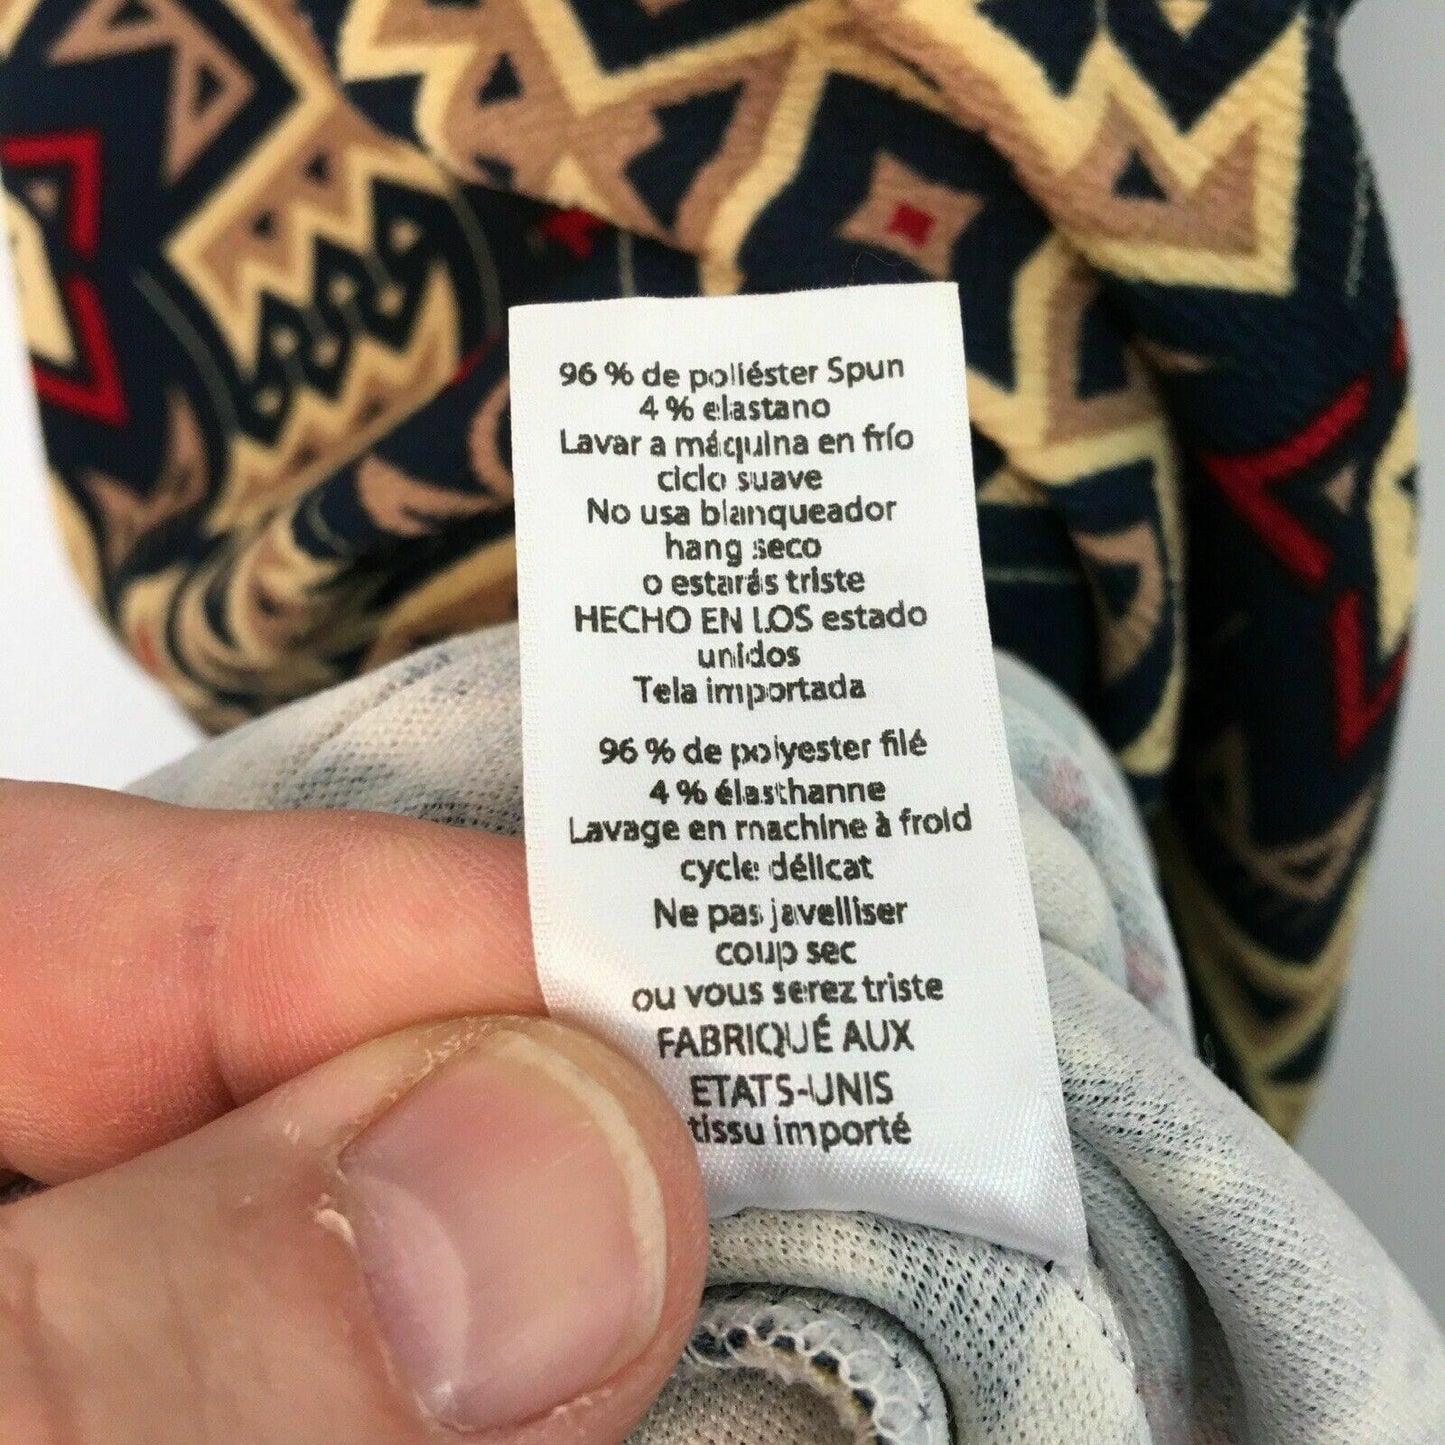 96 % de poliéster Spun
4 % elastano
Lavar a máquina en frío
ciclo suave
No usa blanqueador
hang seco
o estarás triste
HECHO EN LOS estado
unidos
Tela importada
96 % de polyester filé
4 % élasthanne
Lavage en machine à froid
cycle délicat
Ne pas javelliser
coup sec
ou vous serez triste
FABRIQUÉ AUX
ETATS-UNIS
tissu importé